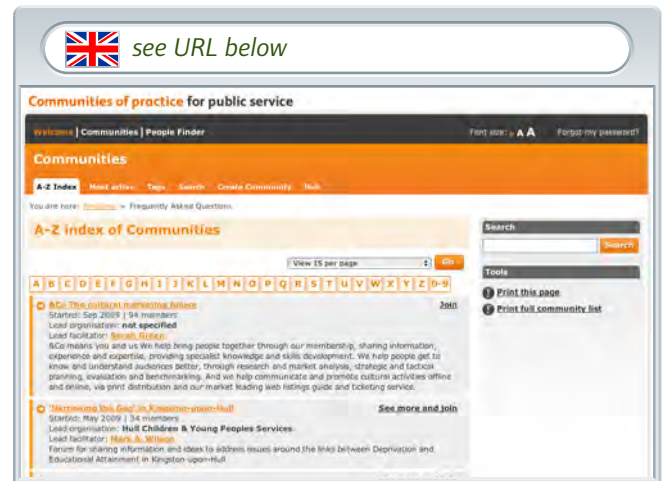 see URL below
Communities of practice for public service
Welcome | Communities | People Finder
Font size: A A A Forgot my password?
Communities
A-Z Index Most active Tags Search Create Community Hub
You are here: > Frequently Asked Questions
A-Z index of Communities
Search
View 15 per page Go
Search
A B C D E F G H I J K L M N O P Q R S T U V W X Y Z 0-9
Tools
Print this page
Print full community list
&Co The cultural marketing future Join
Started: Sep 2009 | 94 members
Lead organisation: not specified
Lead facilitator: Sarah Green
&Co means you and us We help bring people together through our membership, sharing information,
experience and expertise, providing specialist knowledge and skills development. We help people get to
know and understand audiences better, through research and market analysis, strategic and tactical
planning, evaluation and benchmarking. And we help communicate and promote cultural activities offline
and online, via print distribution and our market leading web listings guide and ticketing service.
'Narrowing the Gap' in Kingston-upon-Hull See more and join
Started: May 2009 | 34 members
Lead organisation: Hull Children & Young Peoples Services
Lead facilitator: Mark A. Wilson
Forum for sharing information and ideas to address issues around the links between Deprivation and
Educational Attainment in Kingston-upon-Hull